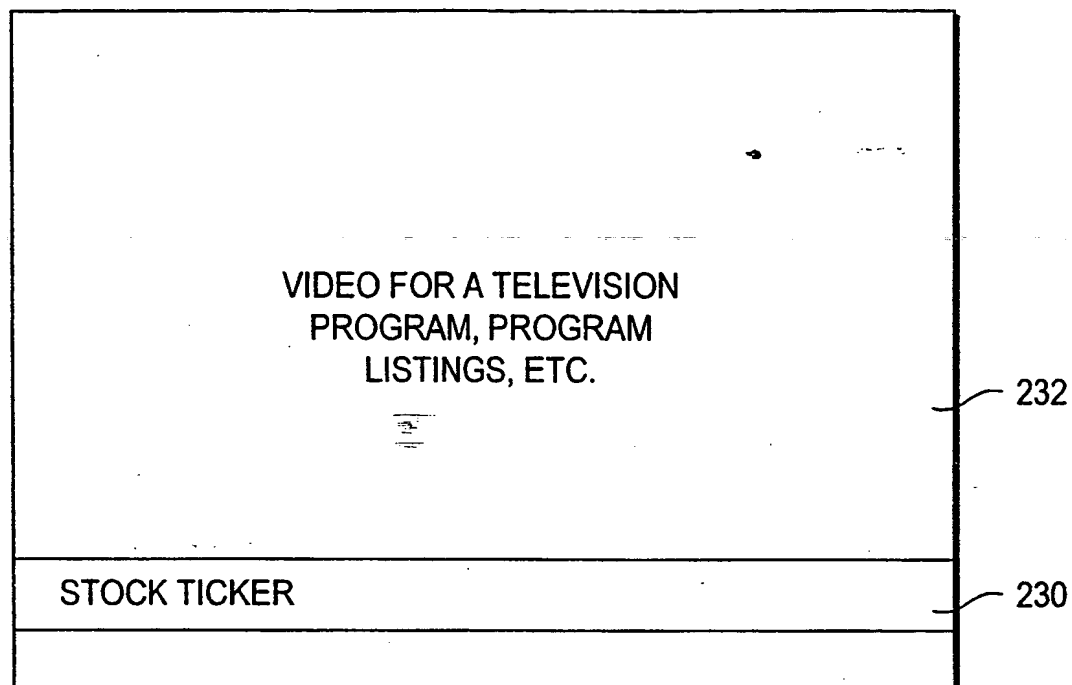 VIDEO FOR A TELEVISION
PROGRAM, PROGRAM
LISTINGS, ETC.
232
STOCK TICKER
230